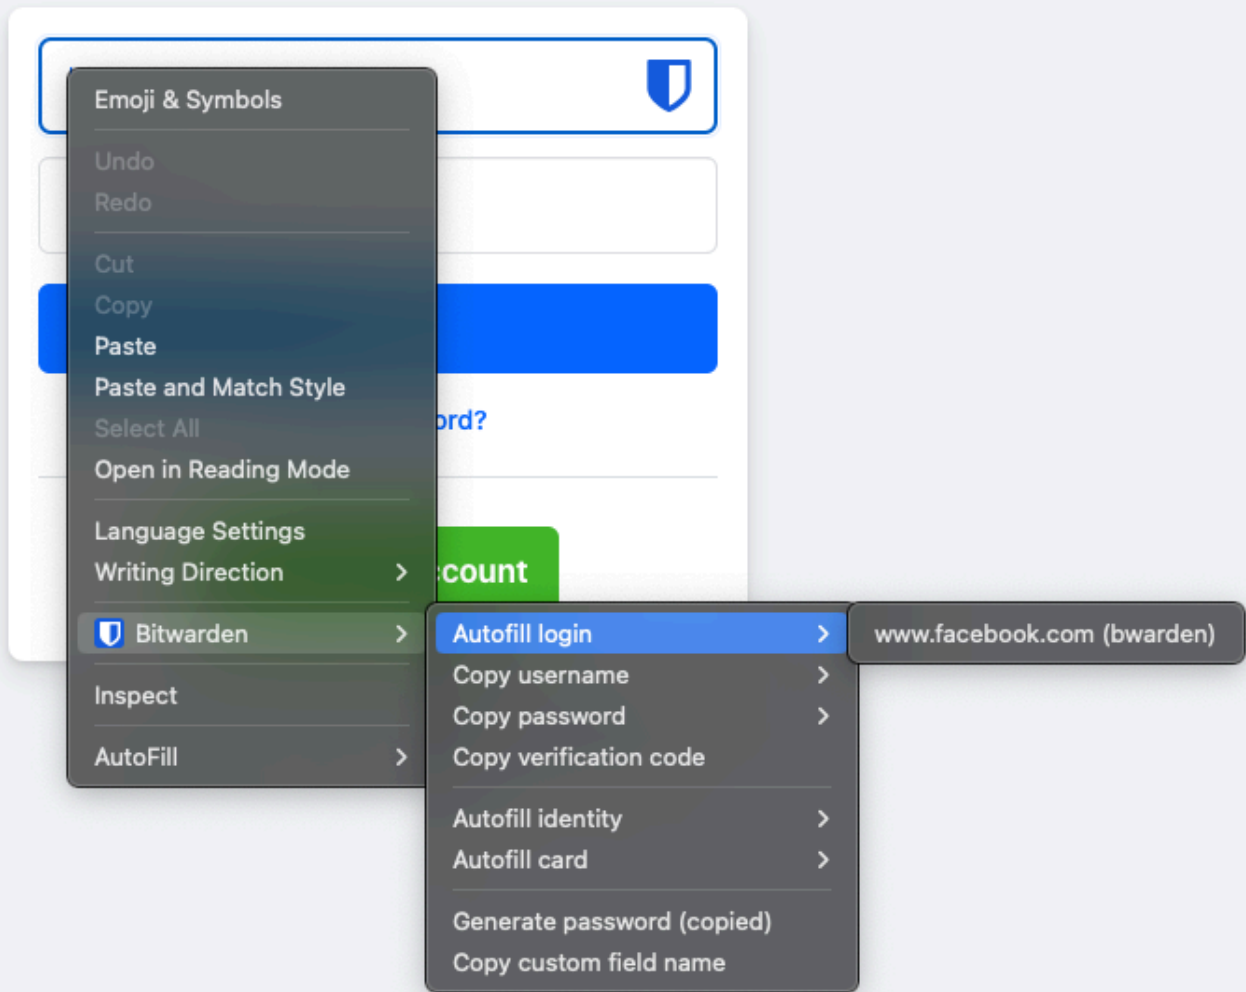 Emoji & Symbols
Undo
Redo
Cut
Copy
Paste
Paste and Match Style
Select All
ord?
Open in Reading Mode
Language Settings
Writing Direction
ccount
Bitwarden
Autofill login
www.facebook.com (bwarden)
Copy username
Inspect
Copy password
AutoFill
Copy verification code
Autofill identity
Autofill card
Generate password (copied)
Copy custom field name